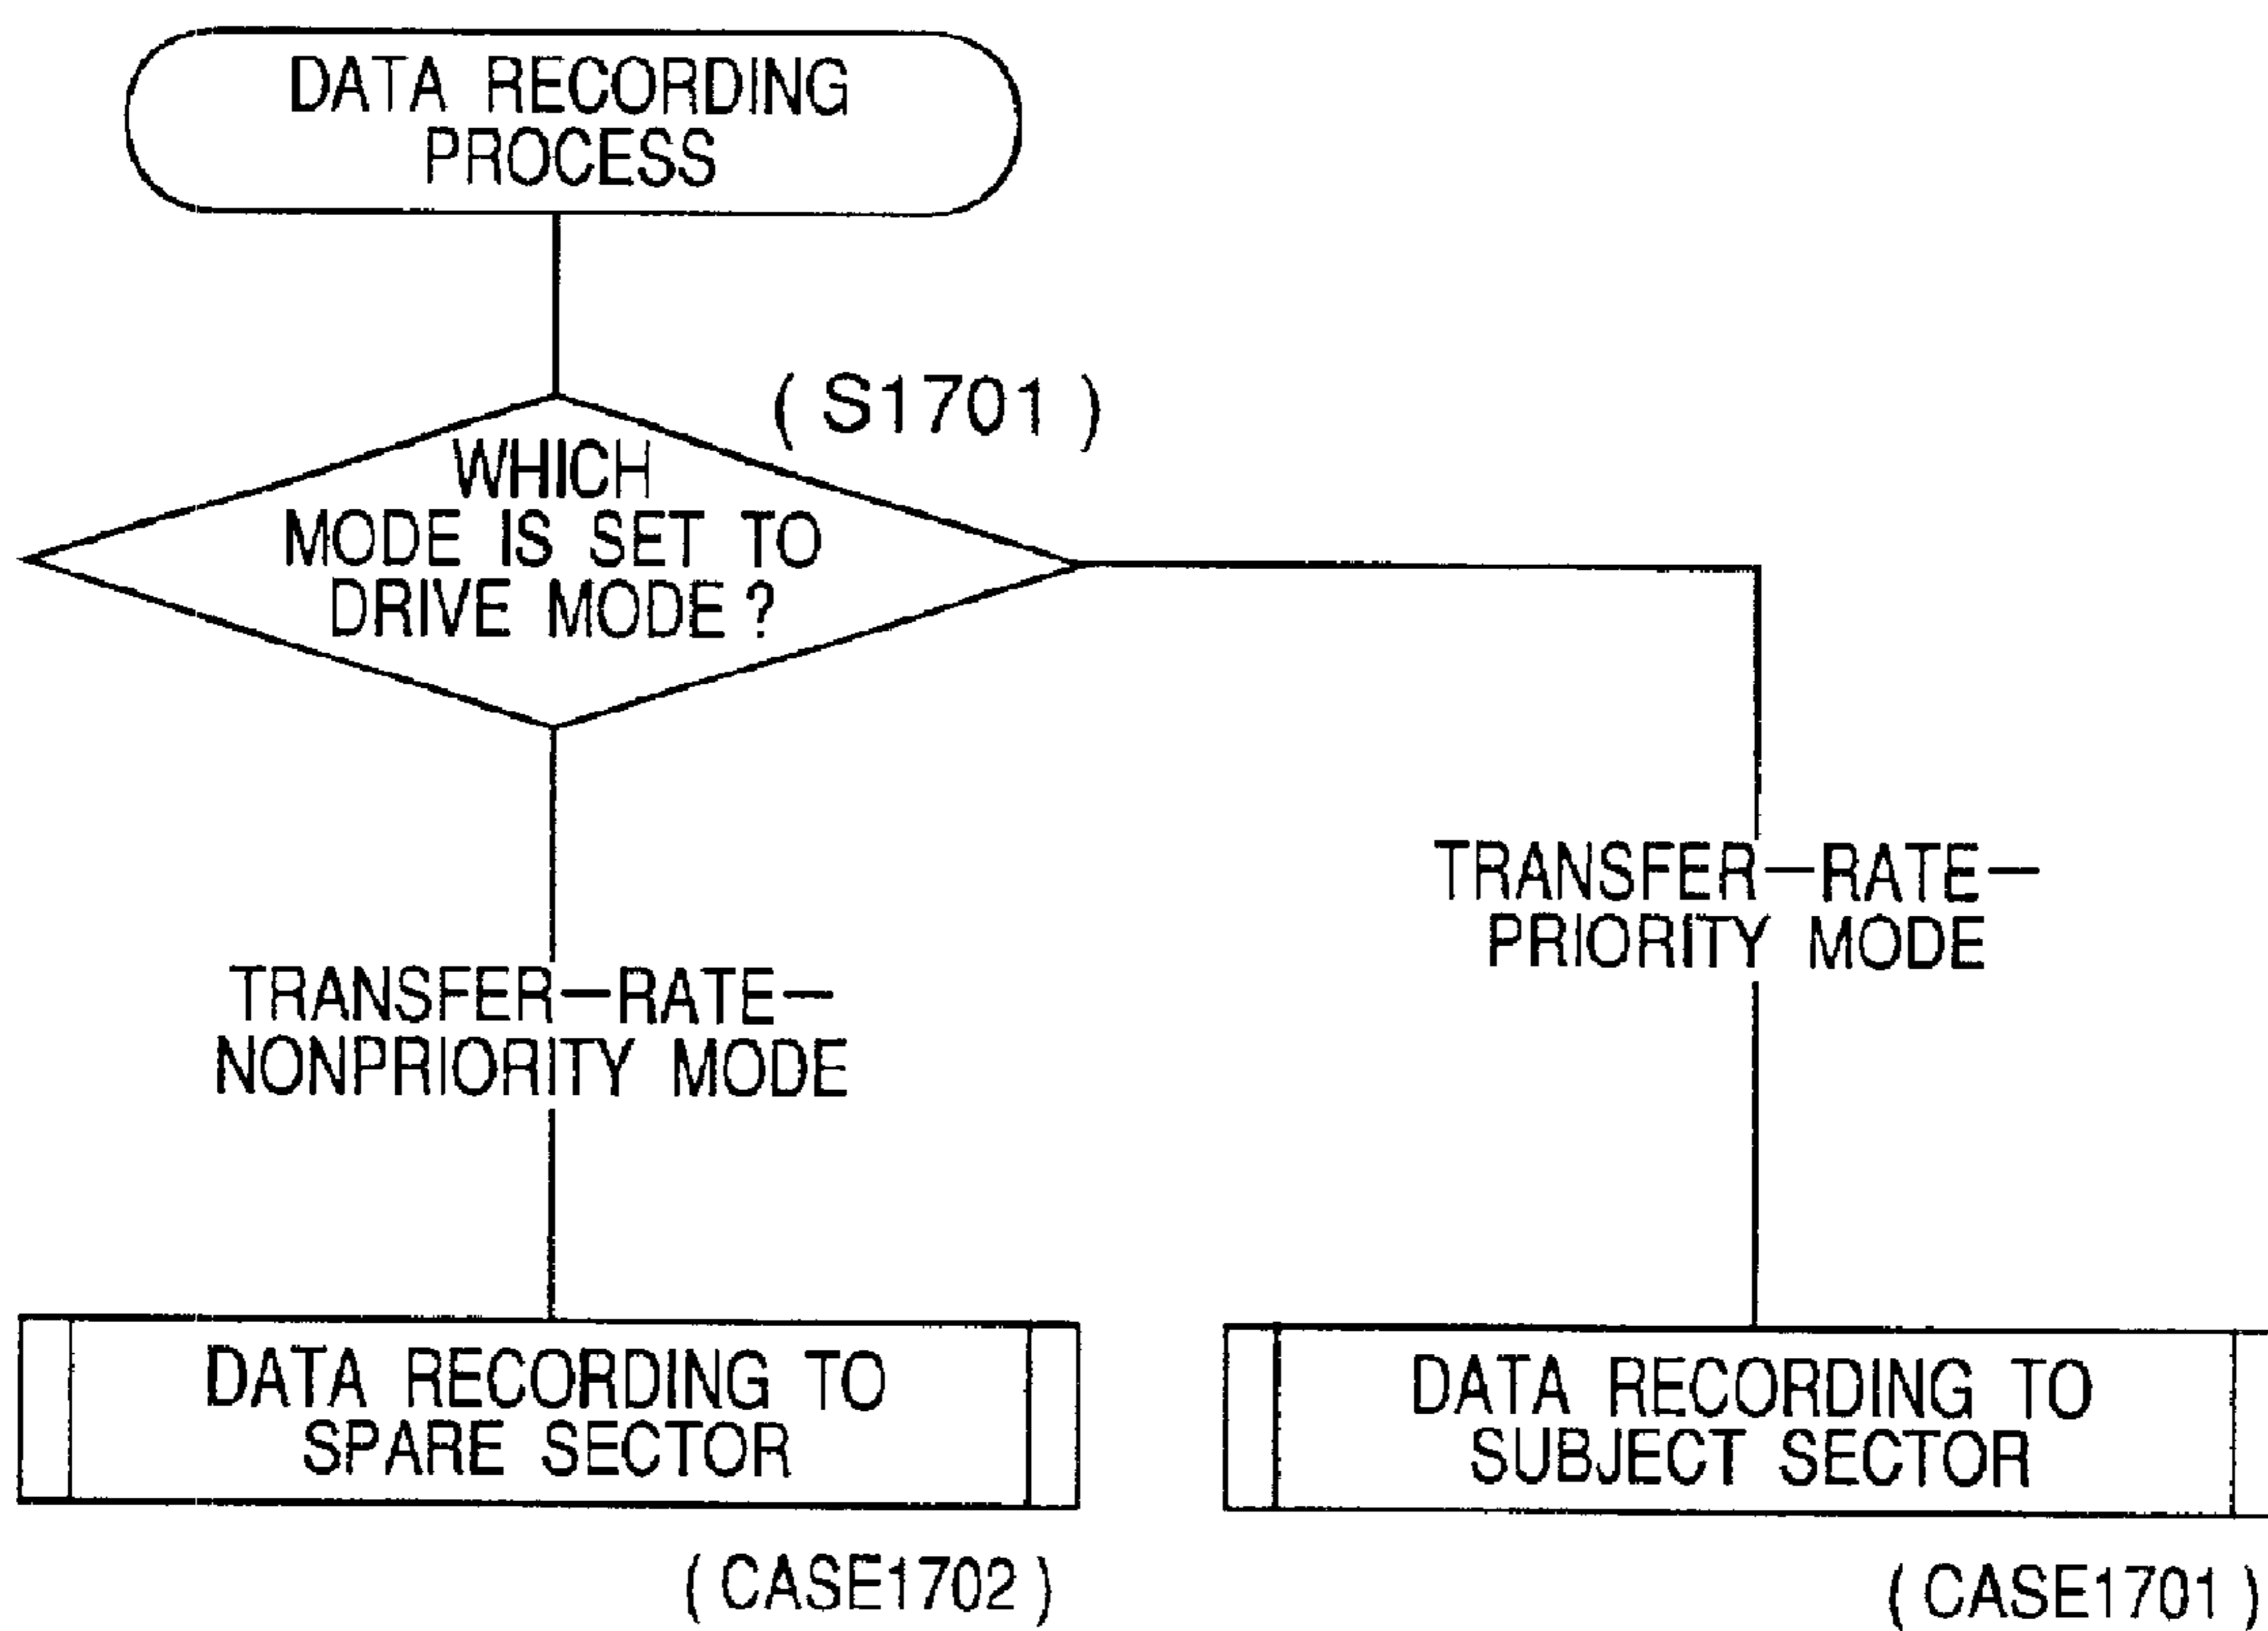 DATA RECORDING
PROCESS
( S1701 )
WHICH
MODE IS SET TO
DRIVE MODE ?
TRANSFER-RATE-
PRIORITY MODE
TRANSFER-RATE-
NONPRIORITY MODE
DATA RECORDING TO
SPARE SECTOR
( CASE1702 )
DATA RECORDING TO
SUBJECT SECTOR
( CASE1701 )